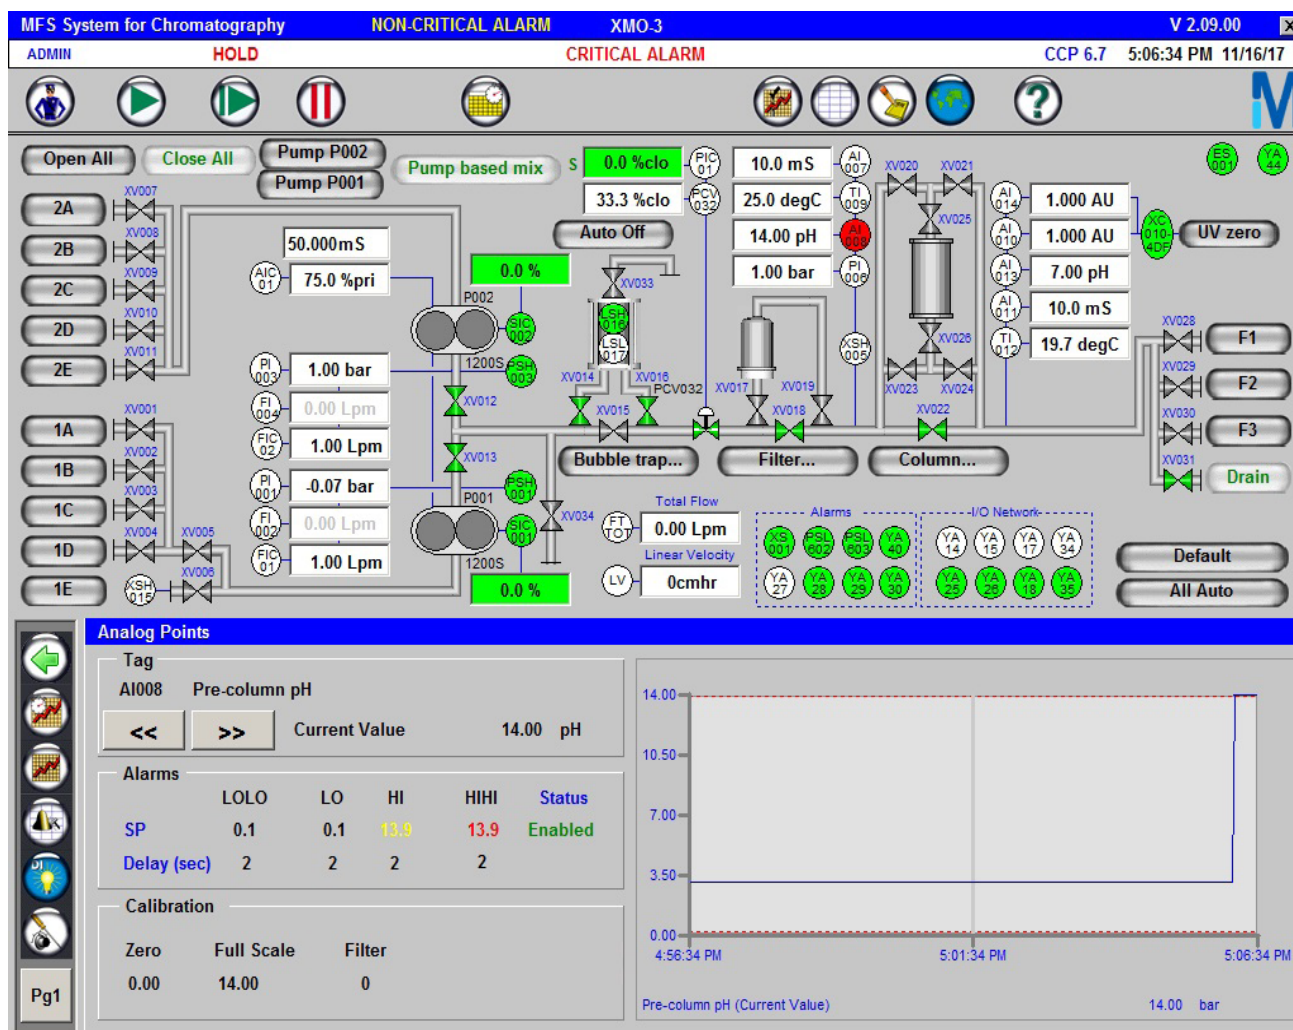 MFS System for Chromatography NON-CRITICAL ALARM XMO-3 V 2.09.00 X
ADMIN HOLD CRITICAL ALARM CCP 6.7 5:06:34 PM 11/16/17
?
Open All Close All Pump P002 Pump P001 Pump based mix
S 0.0 %clo PIC 01
33.3 %clo PCV 032
Auto Off
10.0 mS AI 007
25.0 degC TI 009
14.00 pH AI 008
1.00 bar PI 006
XSH 005
XV020 XV021
XV025
XV026
XV023 XV024
XV022
AI 014 1.000 AU
AI 010 1.000 AU
AI 013 7.00 pH
AI 011 10.0 mS
TI 012 19.7 degC
XC 010- 4DF UV zero
ES 001 YA 44
XV007 2A
XV008 2B
XV009 2C
XV010 2D
XV011 2E
XV001 1A
XV002 1B
XV003 1C
XV004 1D XV005
1E XSH 015 XV006
50.000mS
AIC 01 75.0 %pri
0.0 %
P002
SIC 002
1200S
PI 003 1.00 bar PSH 003
FI 004 0.00 Lpm
FIC 02 1.00 Lpm
XV012
XV013
PI 001 -0.07 bar PSH 001
P001
FI 002 0.00 Lpm SIC 001
FIC 01 1.00 Lpm
1200S
0.0 %
XV034
XV033
LSH 016
LSL 017
XV014 XV016 PCV032
XV015
XV017 XV019
XV018
Bubble trap... Filter... Column...
XV028 F1
XV029 F2
XV030 F3
XV031 Drain
Total Flow
FT TOT 0.00 Lpm
Linear Velocity
LV 0cmhr
Alarms
XS 001 PSL 602 PSL 603 YA 40
YA 27 YA 28 YA 29 YA 30
I/O Network
YA 14 YA 15 YA 17 YA 34
YA 25 YA 26 YA 18 YA 35
Default
All Auto
Analog Points
Tag
AI008 Pre-column pH
<< >> Current Value 14.00 pH
Alarms
LOLO LO HI HIHI Status
SP 0.1 0.1 13.9 13.9 Enabled
Delay (sec) 2 2 2 2
Calibration
Zero Full Scale Filter
0.00 14.00 0
DI
Pg1
14.00
10.50
7.00
3.50
0.00
4:56:34 PM 5:01:34 PM 5:06:34 PM
Pre-column pH (Current Value) 14.00 bar